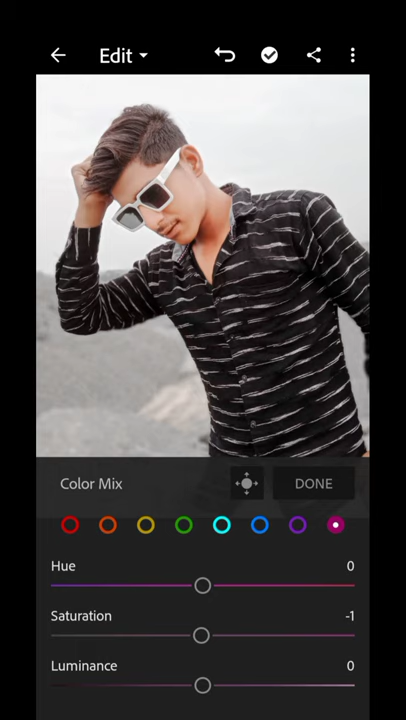 Edit
Color Mix
DONE
Hue 0
Saturation -1
Luminance 0